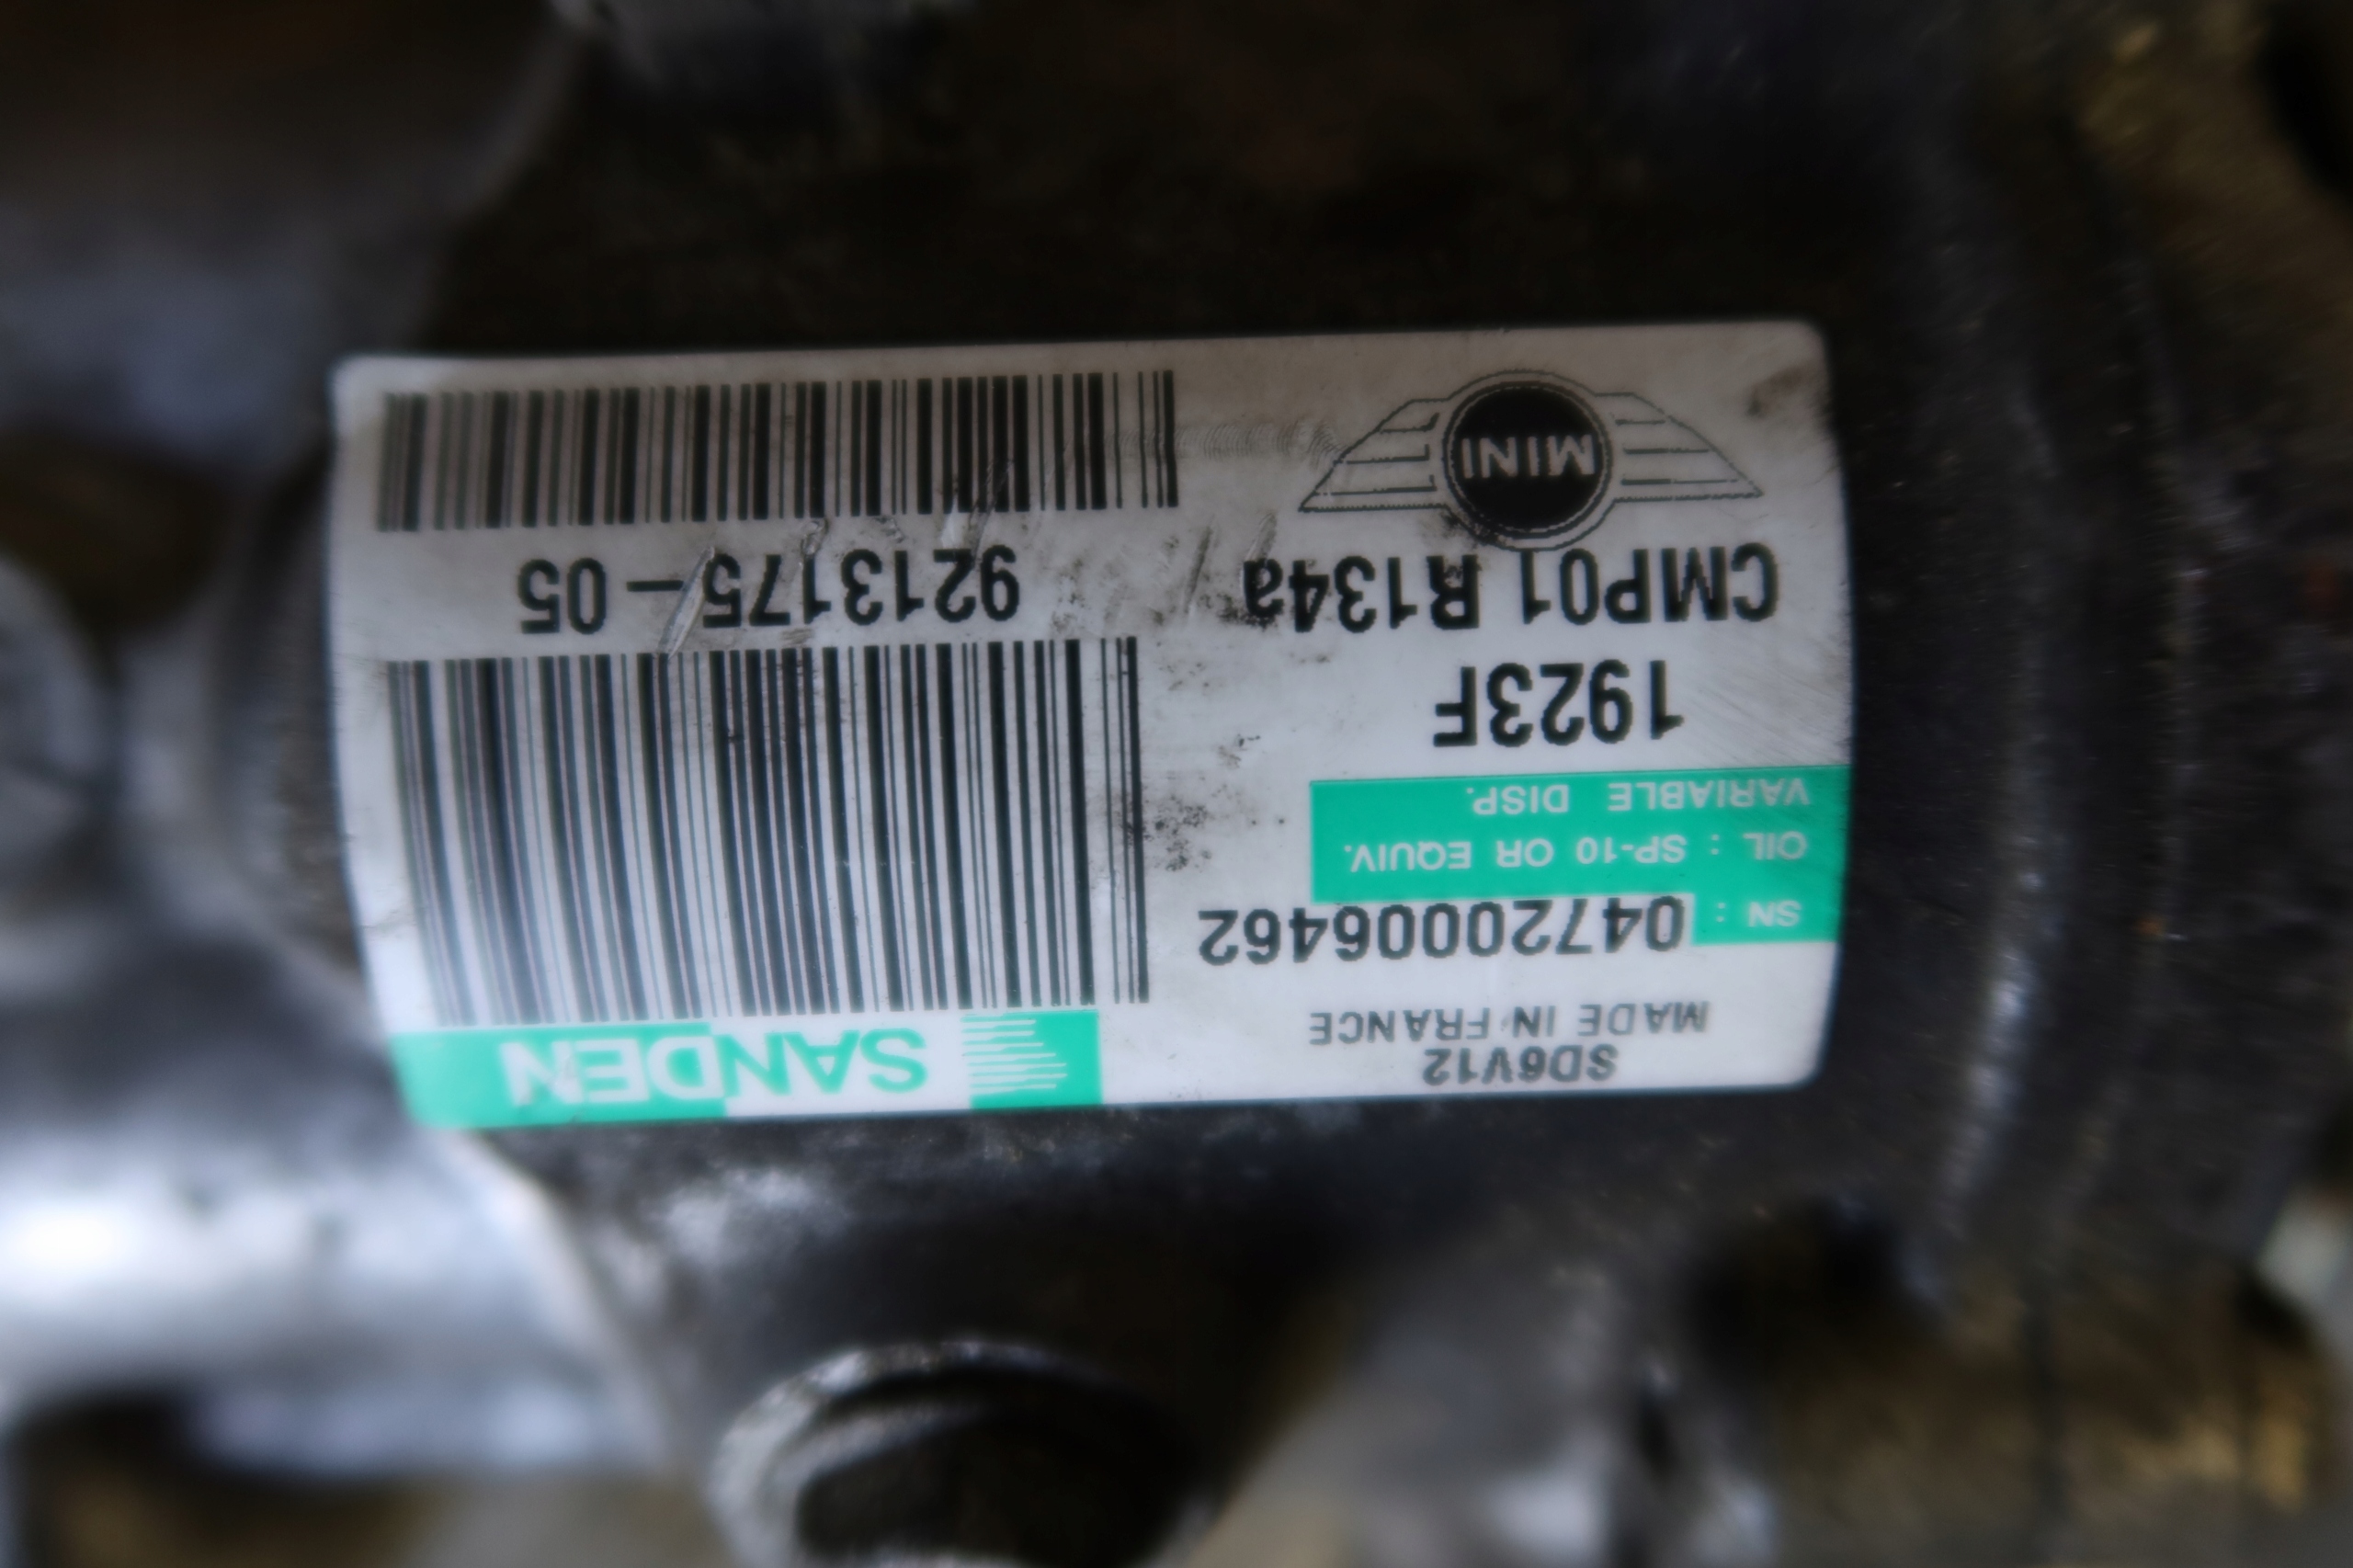 SD6V12
MADE IN FRANCE
SANDEN
SN : 04720006462
OIL : SP-10 OR EQUIV.
VARIABLE DISP.
1923F
CMP01 R134a
9213175-05
MINI